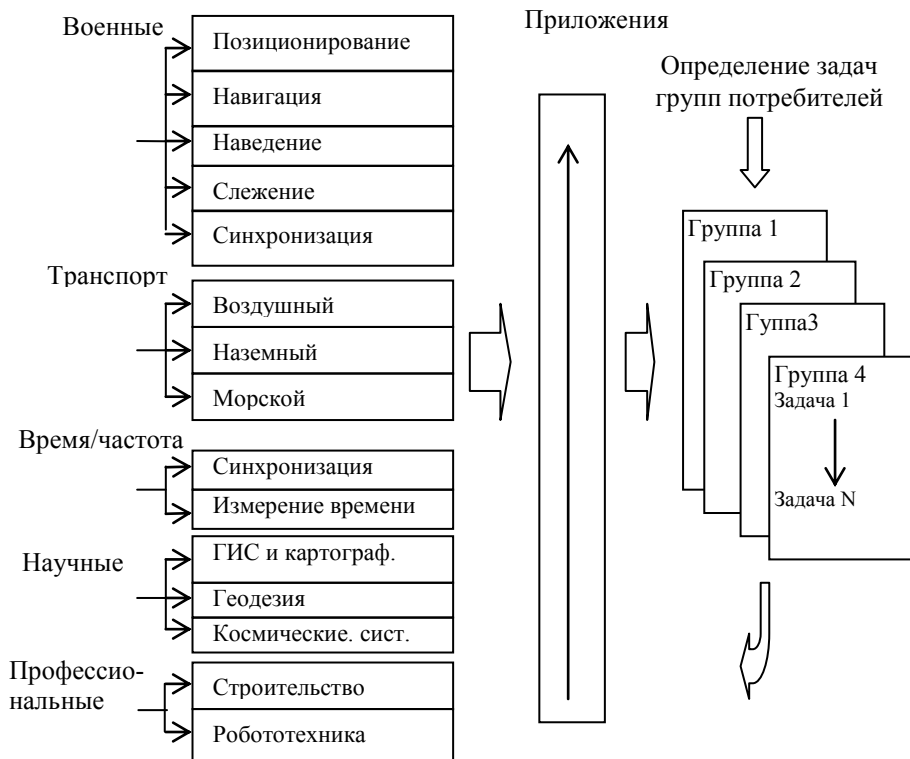 Военные
Позиционирование
Навигация
Наведение
Слежение
Синхронизация
Транспорт
Воздушный
Наземный
Морской
Время/частота
Синхронизация
Измерение времени
Научные
ГИС и картограф.
Геодезия
Космические. сист.
Профессио-
нальные
Строительство
Робототехника
Приложения
Определение задач
групп потребителей
Группа 1
Группа 2
Гуппа3
Группа 4
Задача 1
Задача N